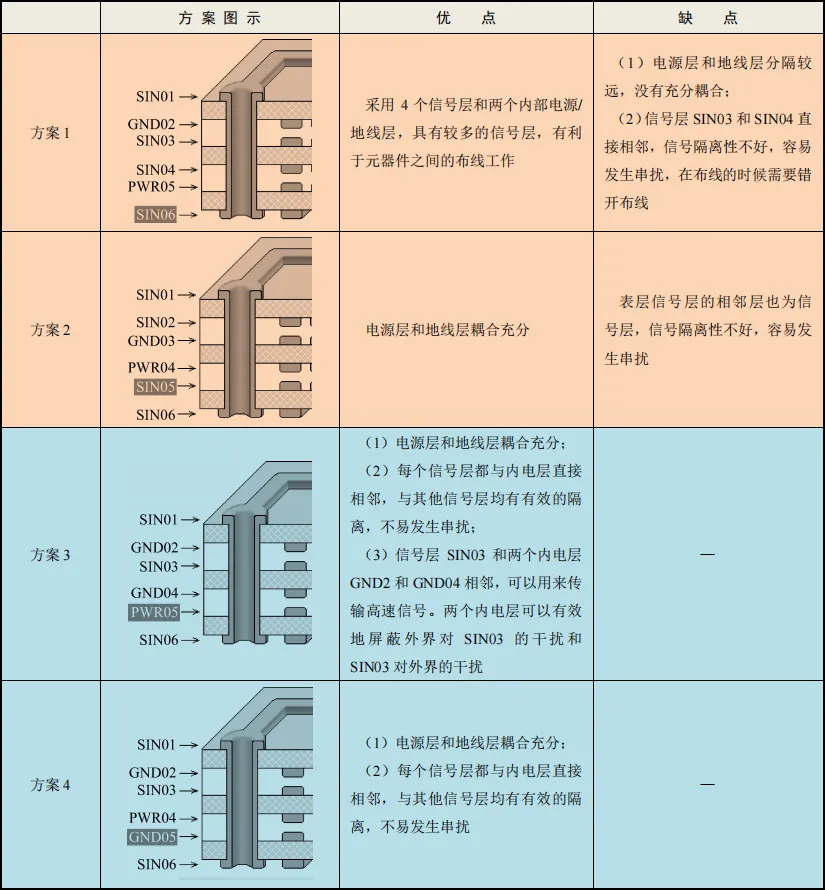 方 案 图 示
优 点
缺 点
方案 1
SIN01
GND02
SIN03
SIN04
PWR05
SIN06
采用 4 个信号层和两个内部电源/
地线层，具有较多的信号层，有利
于元器件之间的布线工作
（1）电源层和地线层分隔较
远，没有充分耦合；
（2）信号层 SIN03 和 SIN04 直
接相邻，信号隔离性不好，容易
发生串扰，在布线的时候需要错
开布线
方案 2
SIN01
SIN02
GND03
PWR04
SIN05
SIN06
电源层和地线层耦合充分
表层信号层的相邻层也为信
号层，信号隔离性不好，容易发
生串扰
方案 3
SIN01
GND02
SIN03
GND04
PWR05
SIN06
（1）电源层和地线层耦合充分；
（2）每个信号层都与内电层直接
相邻，与其他信号层均有有效的隔
离，不易发生串扰；
（3）信号层 SIN03 和两个内电层
GND2 和 GND04 相邻，可以用来传
输高速信号。两个内电层可以有效
地屏蔽外界对 SIN03 的干扰和
SIN03 对外界的干扰
—
方案 4
SIN01
GND02
SIN03
PWR04
GND05
SIN06
（1）电源层和地线层耦合充分；
（2）每个信号层都与内电层直接
相邻，与其他信号层均有有效的隔
离，不易发生串扰
—